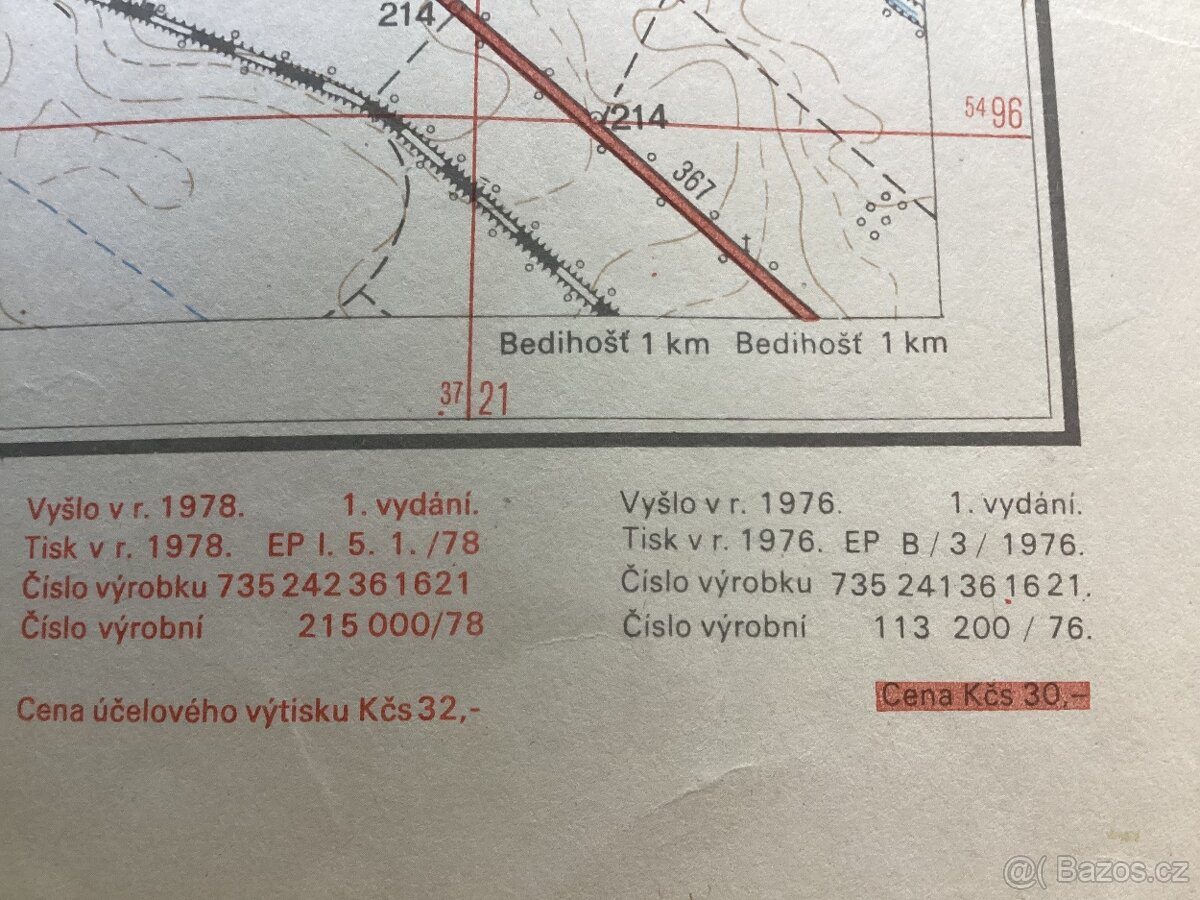 214
/214
5496
367
Bedihošť 1 km Bedihošť 1 km
37 21
Vyšlo v r. 1978. 1. vydání.
Tisk v r. 1978. EP I. 5. 1. /78
Číslo výrobku 735 242 36 16 21
Číslo výrobní 215 000/78
Cena účelového výtisku Kčs 32,-
Vyšlo v r. 1976. 1. vydání.
Tisk v r. 1976. EP B / 3 / 1976.
Číslo výrobku 735 241 36 16 21.
Číslo výrobní 113 200 / 76.
Cena Kčs 30,-
@( Bazos.cz